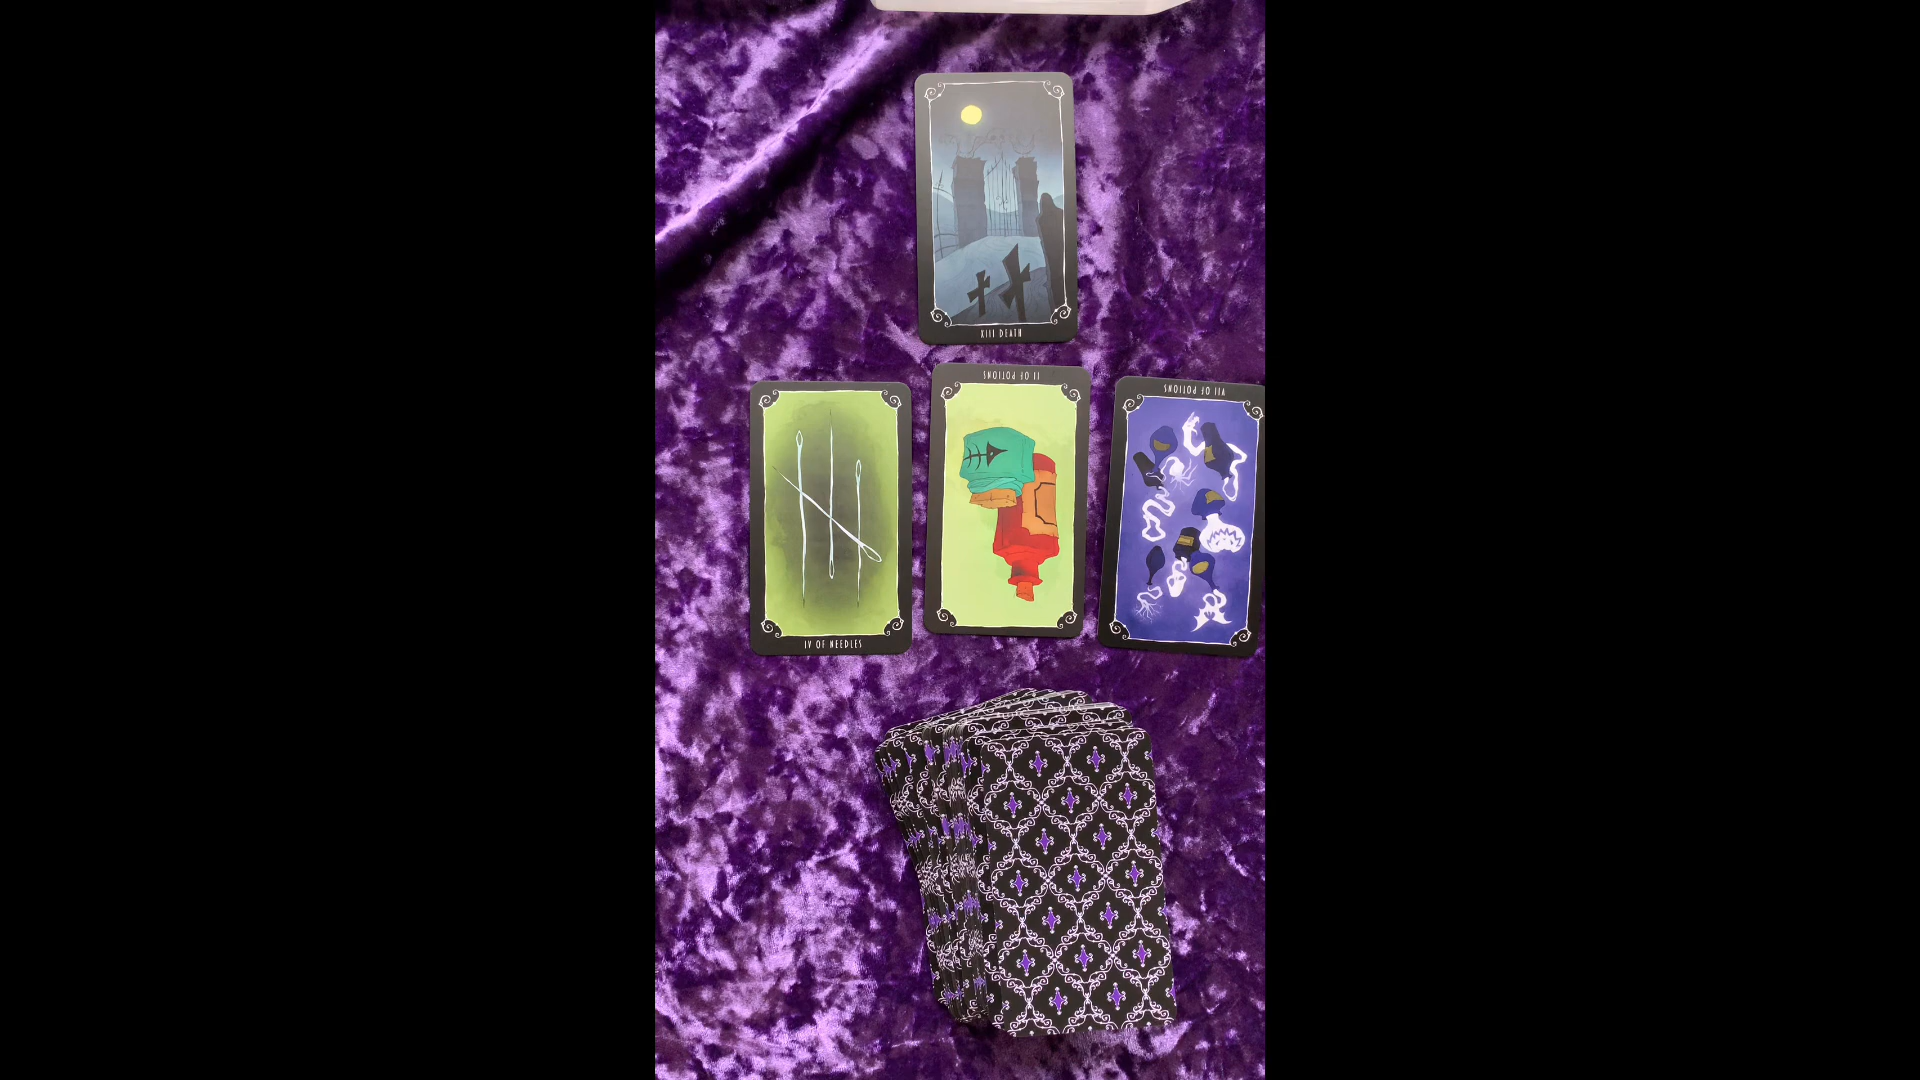 XIII DEATH
II OF POTIONS
VII OF POTIONS
IV OF NEEDLES